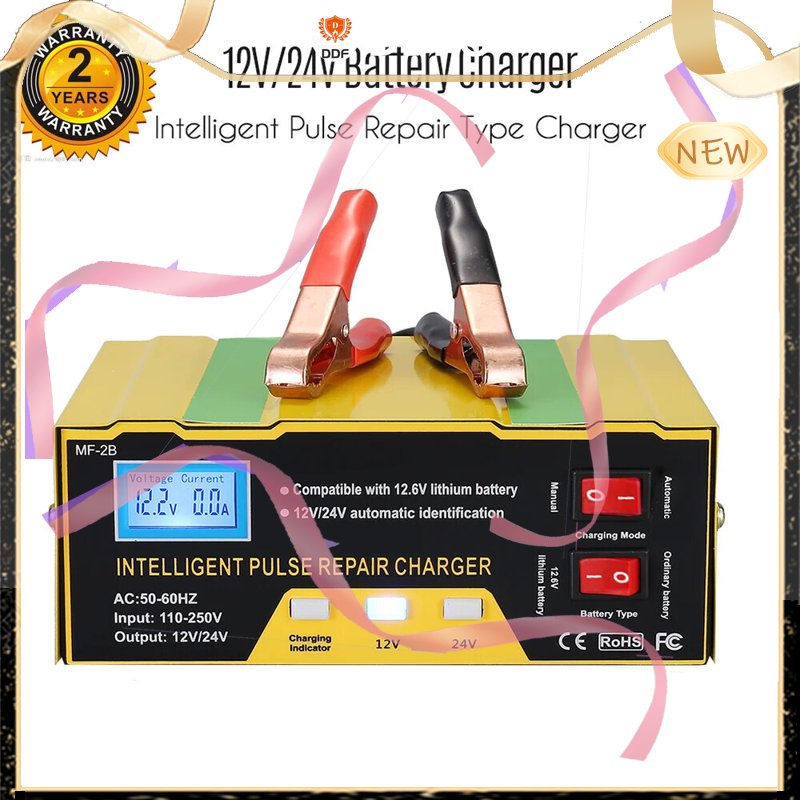 DDF
12V/24V Battery Charger
Intelligent Pulse Repair Type Charger
WARRANTY
2
YEARS
WARRANTY
NEW
MF-2B
Voltage Current
12.2V 0.0A
• Compatible with 12.6V lithium battery
• 12V/24V automatic identification
INTELLIGENT PULSE REPAIR CHARGER
AC:50-60HZ
Input: 110-250V
Output: 12V/24V
Charging
Indicator
12V
24V
Manual
O I
Automatic
Charging Mode
12.6V
lithium battery
I O
Ordinary battery
Battery Type
CE RoHS FC